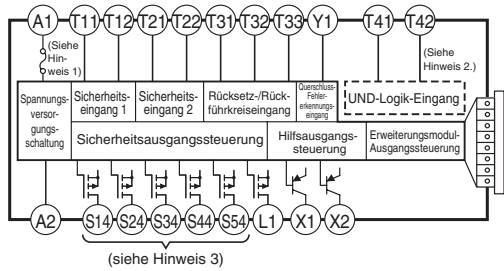 A1 T11 T12 T21 T22 T31 T32 T33 Y1 T41 T42
(Siehe
Hin-
weis 1)
(Siehe
Hinweis 2.)
Spannungs-
versor-
gungs-
schaltung
Sicherheits-
eingang 1
Sicherheits-
eingang 2
Rücksetz-/Rück-
führkreiseingang
Querschluss-
Fehler-
erkennungs-
eingang
UND-Logik-Eingang
Sicherheitsausgangssteuerung
Hilfsausgangs-
steuerung
Erweiterungsmodul-
Ausgangssteuerung
A2 S14 S24 S34 S44 S54 L1 X1 X2
(siehe Hinweis 3)